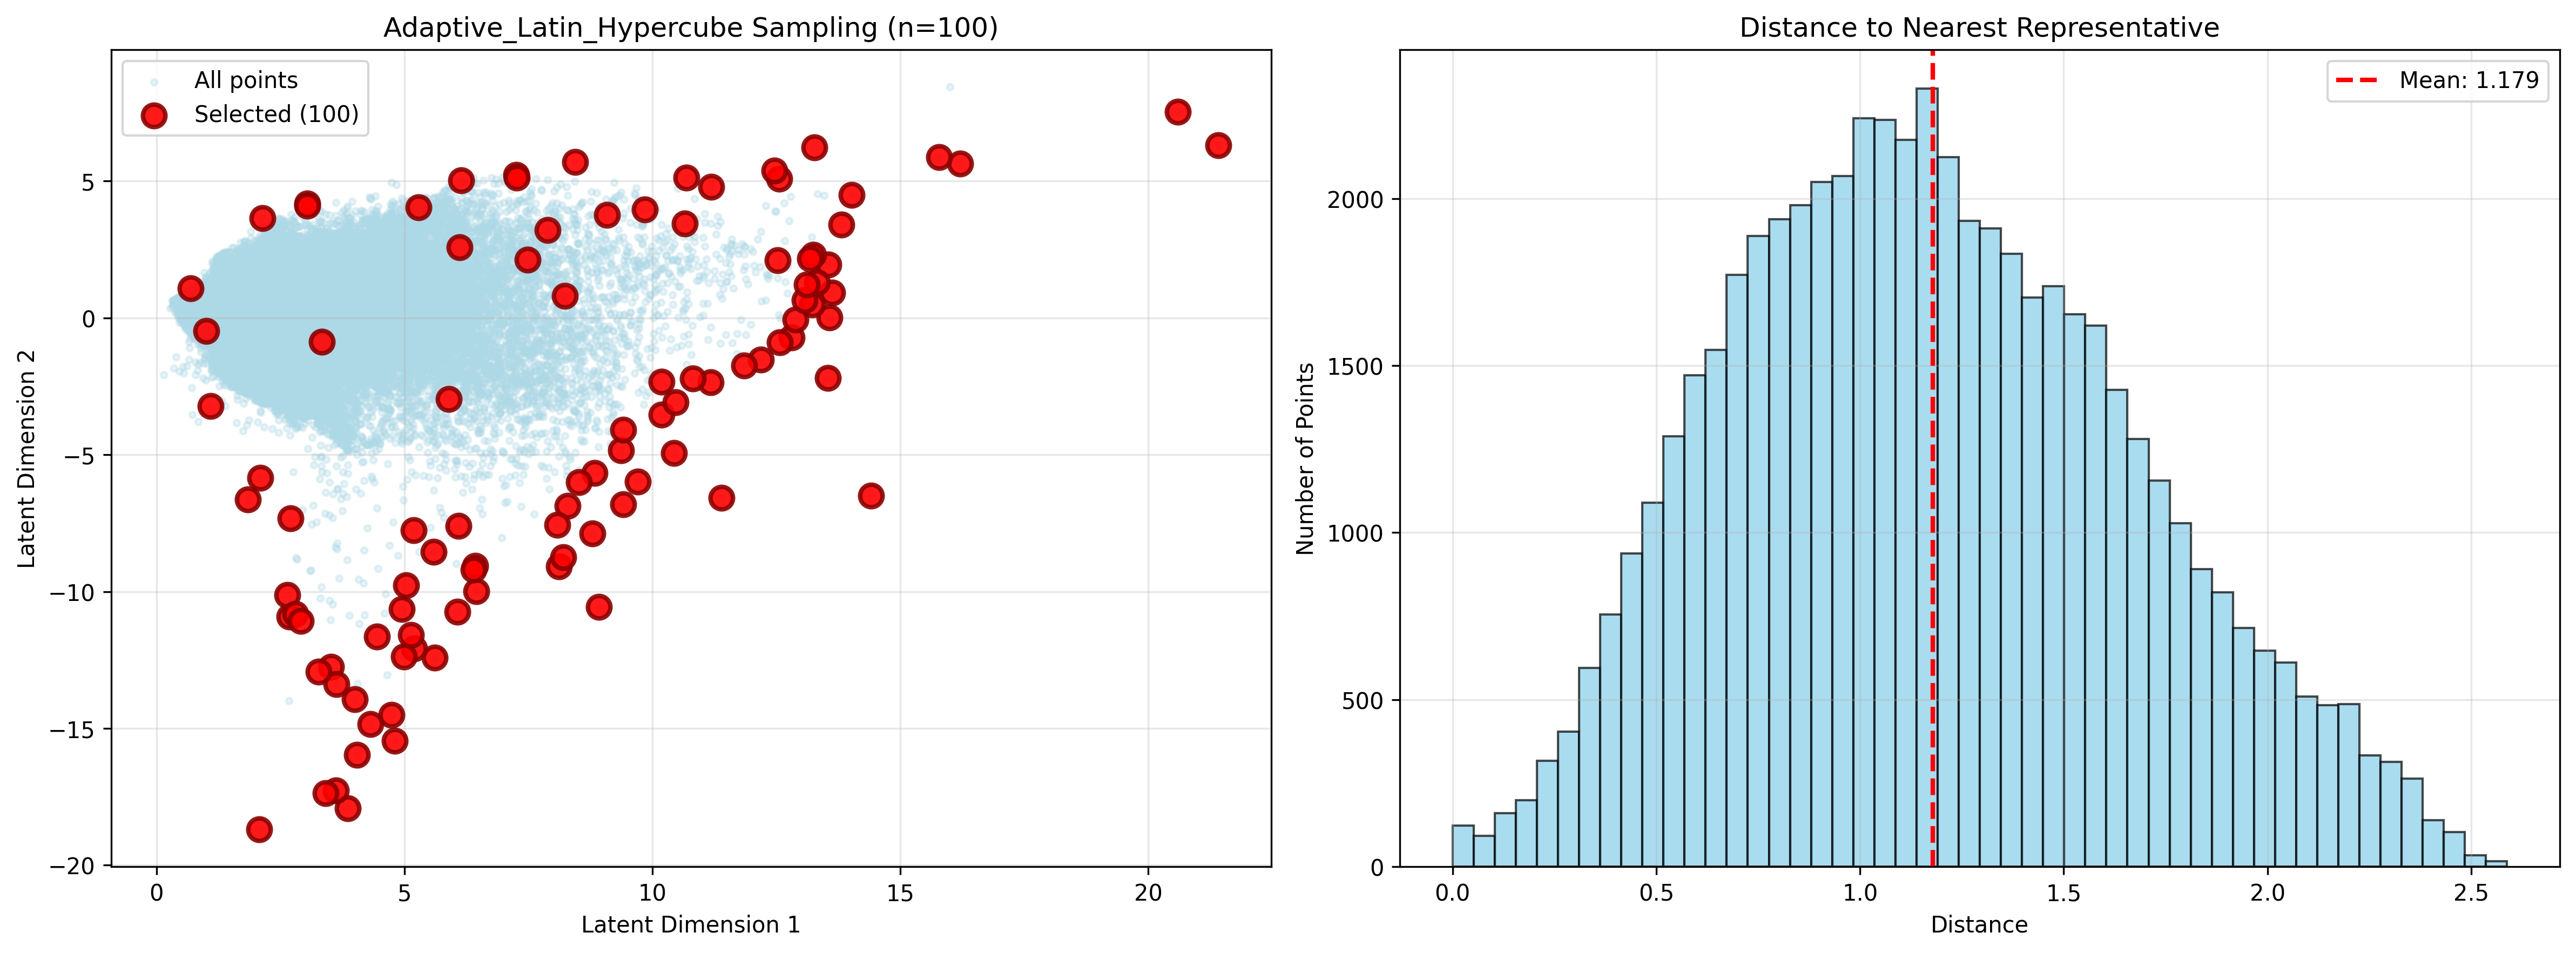 Adaptive_Latin_Hypercube Sampling (n=100)
All points
Selected (100)
5
0
−5
−10
−15
−20
Latent Dimension 2
0
5
10
15
20
Latent Dimension 1
Distance to Nearest Representative
Mean: 1.179
2000
1500
1000
500
0
Number of Points
0.0
0.5
1.0
1.5
2.0
2.5
Distance